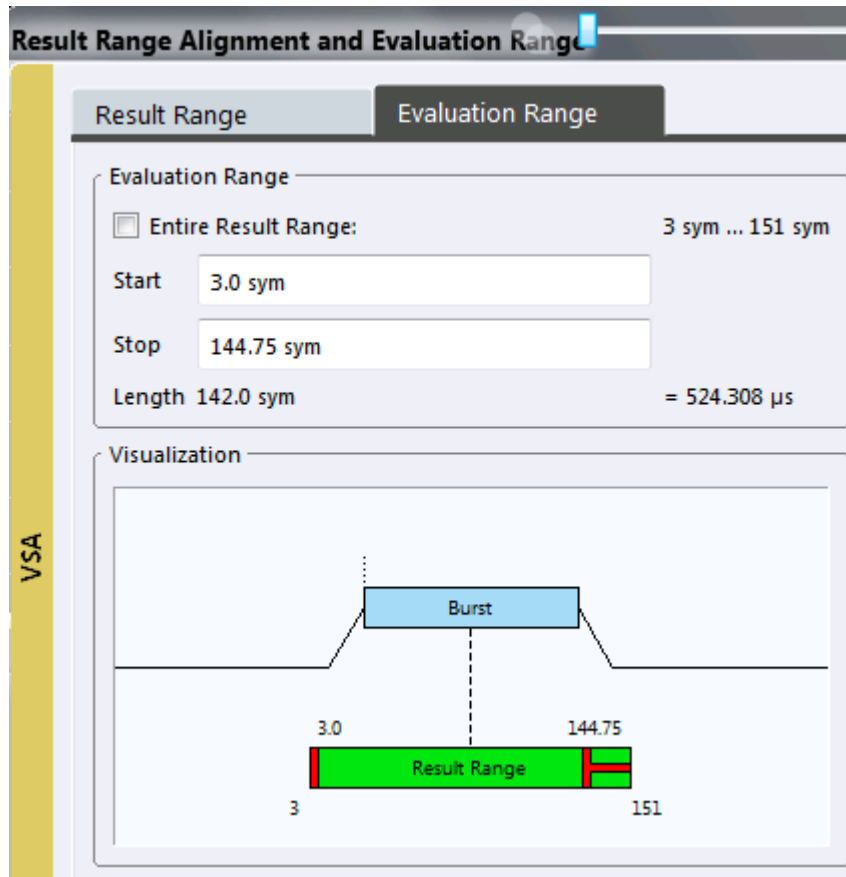 Result Range Alignment and Evaluation Range
Result Range
Evaluation Range
Evaluation Range
Entire Result Range: 3 sym ... 151 sym
Start 3.0 sym
Stop 144.75 sym
Length 142.0 sym = 524.308 µs
Visualization
VSA
Burst
3.0 144.75
Result Range
3 151